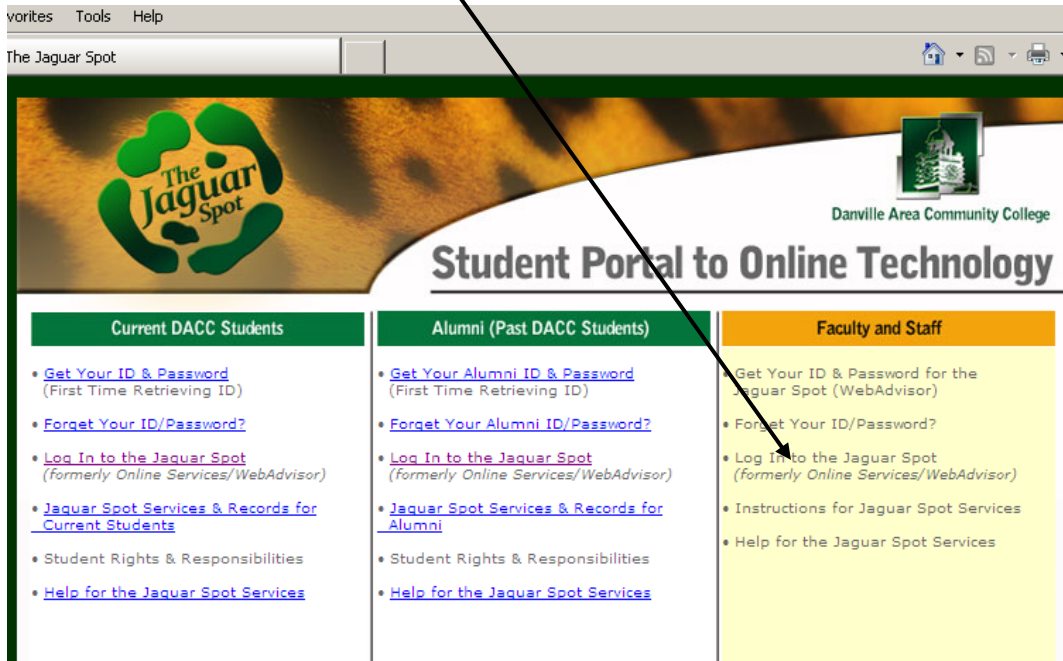 vorites Tools Help
The Jaguar Spot
The
Jaguar
Spot
Danville Area Community College
Student Portal to Online Technology
Current DACC Students
• Get Your ID & Password
(First Time Retrieving ID)
• Forget Your ID/Password?
• Log In to the Jaguar Spot
(formerly Online Services/WebAdvisor)
• Jaguar Spot Services & Records for
Current Students
• Student Rights & Responsibilities
• Help for the Jaguar Spot Services
Alumni (Past DACC Students)
• Get Your Alumni ID & Password
(First Time Retrieving ID)
• Forget Your Alumni ID/Password?
• Log In to the Jaguar Spot
(formerly Online Services/WebAdvisor)
• Jaguar Spot Services & Records for
Alumni
• Student Rights & Responsibilities
• Help for the Jaguar Spot Services
Faculty and Staff
• Get Your ID & Password for the
Jaguar Spot (WebAdvisor)
• Forget Your ID/Password?
• Log In to the Jaguar Spot
(formerly Online Services/WebAdvisor)
• Instructions for Jaguar Spot Services
• Help for the Jaguar Spot Services